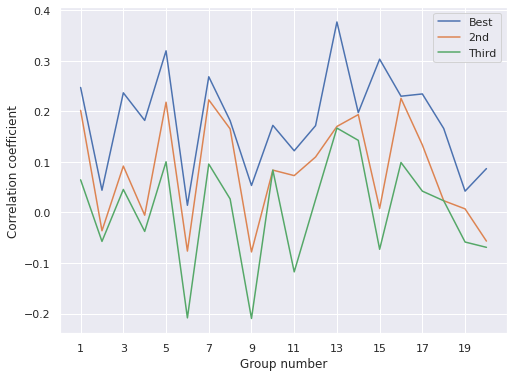 Best
2nd
Third
Correlation coefficient
0.4
0.3
0.2
0.1
0.0
−0.1
−0.2
1 3 5 7 9 11 13 15 17 19
Group number